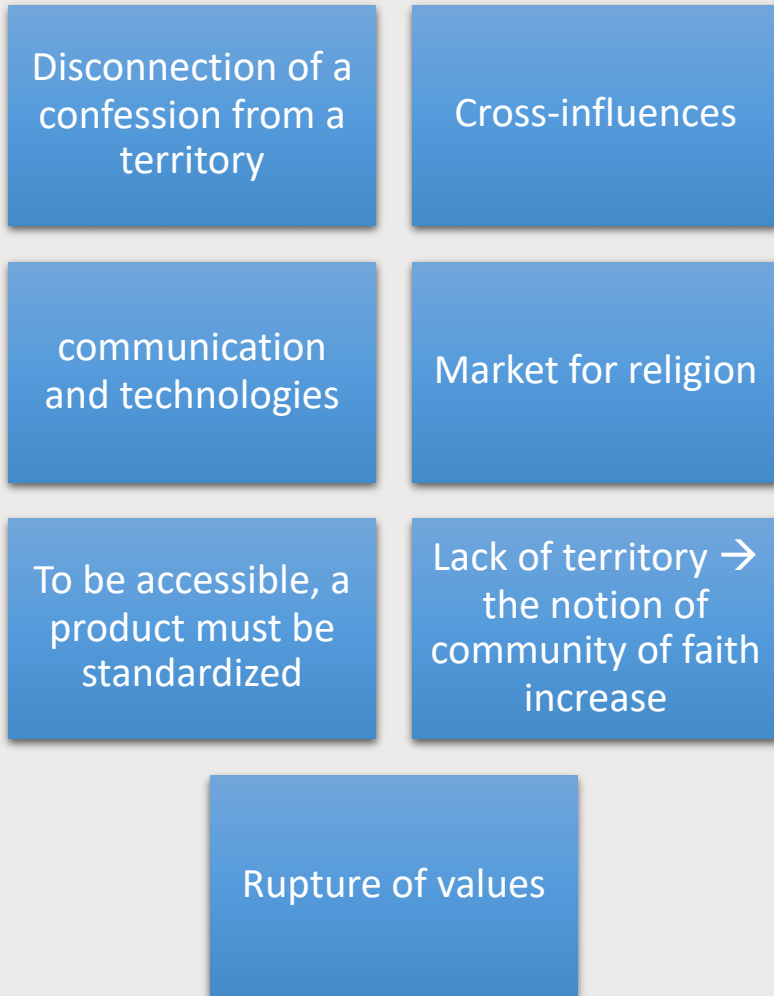 Disconnection of a
confession from a
territory
Cross-influences
communication
and technologies
Market for religion
To be accessible, a
product must be
standardized
Lack of territory →
the notion of
community of faith
increase
Rupture of values